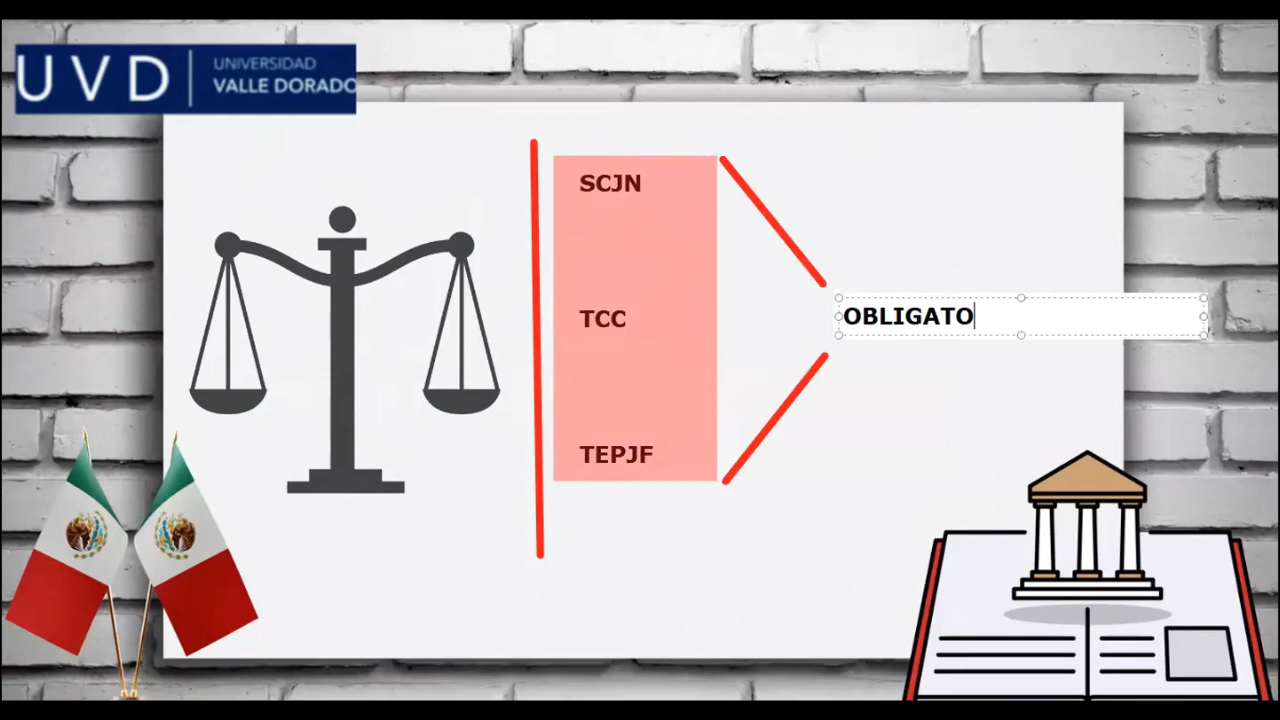 UVD
UNIVERSIDAD
VALLE DORADO
SCJN
TCC
TEPJF
OBLIGATO